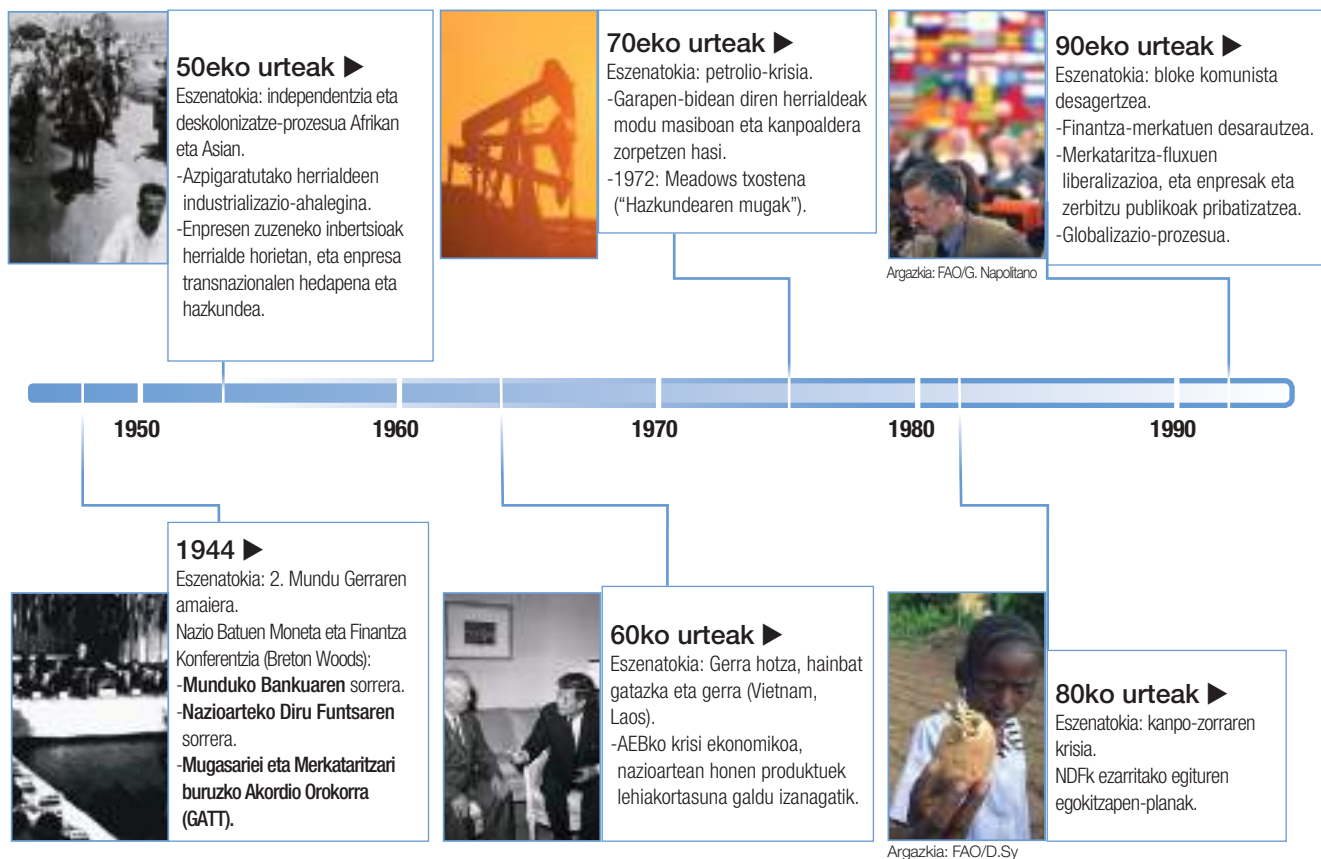 50eko urteak ▶
Eszenatokia: independentzia eta
deskolonizatze-prozesua Afrikan
eta Asian.
-Azpigaratutako herrialdeen
industrializazio-ahalegina.
-Enpresen zuzeneko inbertsioak
herrialde horietan, eta enpresa
transnazionalen hedapena eta
hazkundea.
70eko urteak ▶
Eszenatokia: petrolio-krisia.
-Garapen-bidean diren herrialdeak
modu masiboan eta kanpoaldera
zorpetzen hasi.
-1972: Meadows txostena
(“Hazkundearen mugak”).
90eko urteak ▶
Eszenatokia: bloke komunista
desagertzea.
-Finantza-merkatuen desarautzea.
-Merkataritza-fluxuen
liberalizazioa, eta enpresak eta
zerbitzu publikoak pribatizatzea.
-Globalizazio-prozesua.
Argazkia: FAO/G. Napolitano
1950
1960
1970
1980
1990
1944 ▶
Eszenatokia: 2. Mundu Gerraren
amaiera.
Nazio Batuen Moneta eta Finantza
Konferentzia (Breton Woods):
-Munduko Bankuaren sorrera.
-Nazioarteko Diru Funtsaren
sorrera.
-Mugasariei eta Merkataritzari
buruzko Akordio Orokorra
(GATT).
60ko urteak ▶
Eszenatokia: Gerra hotza, hainbat
gatazka eta gerra (Vietnam,
Laos).
-AEBko krisi ekonomikoa,
nazioartean honen produktuek
lehiakortasuna galdu izanagatik.
80ko urteak ▶
Eszenatokia: kanpo-zorraren
krisia.
NDFk ezarritako egituren
egokitzapen-planak.
Argazkia: FAO/D.Sy